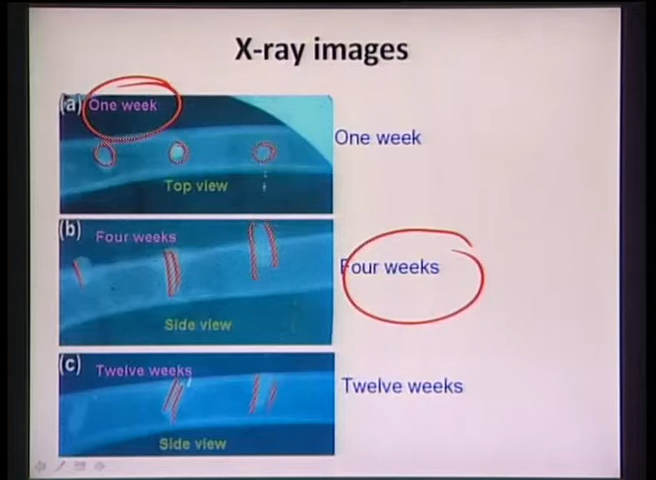 X-ray images
(a) One week
One week
Top view
(b)
Four weeks
Four weeks
Side view
(c)
Twelve weeks
Twelve weeks
Side view